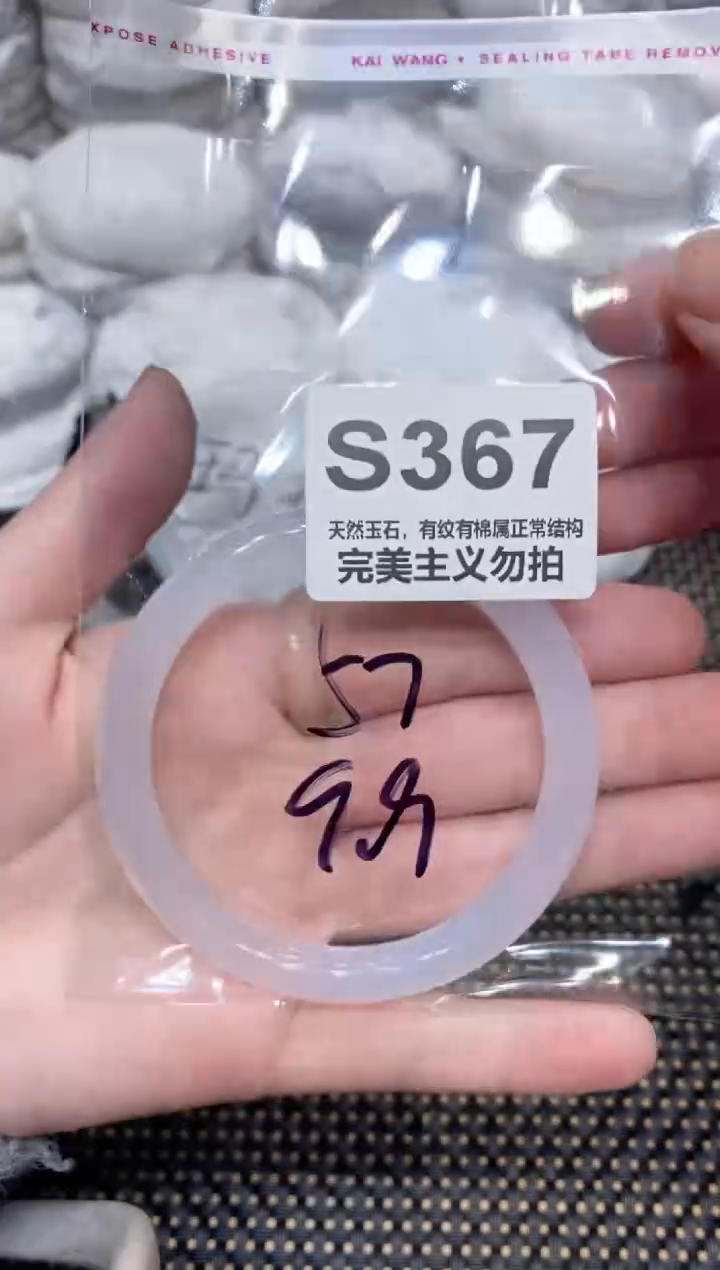 XPOSE ADHESIVE KAI WANG • SEALING TAPE REMOV
S367
天然玉石，有纹有棉属正常结构
完美主义勿拍
57